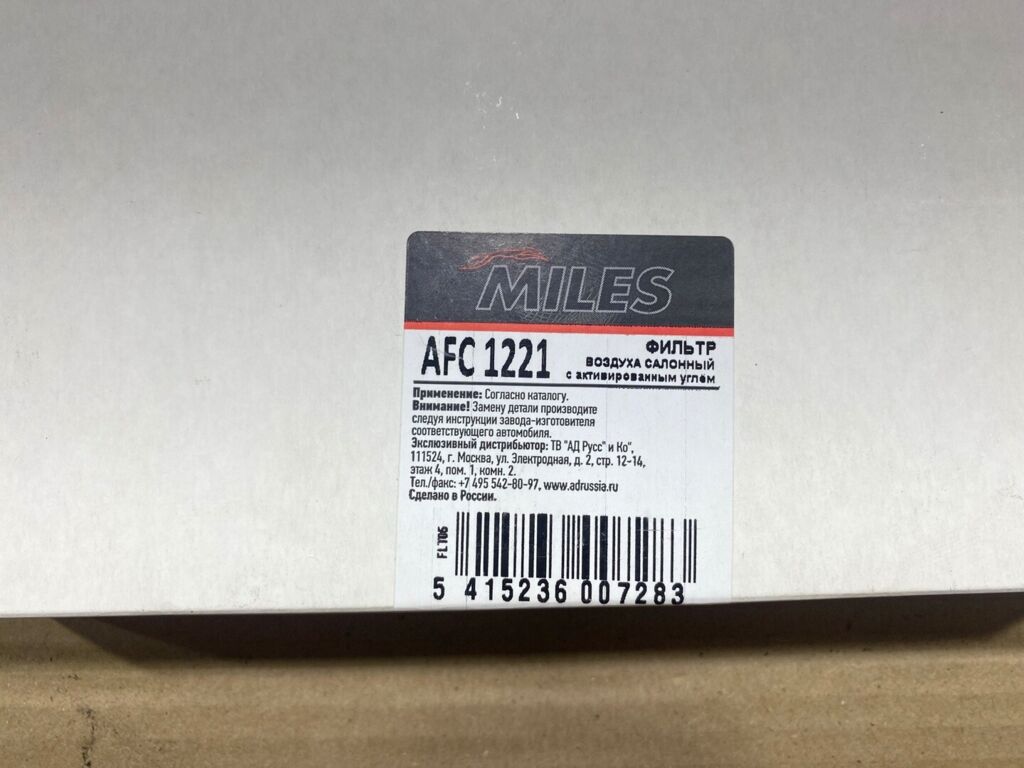 MILES
AFC 1221
ФИЛЬТР
ВОЗДУХА САЛОННЫЙ
с активированным углём
Применение: Согласно каталогу.
Внимание! Замену детали производите
следуя инструкции завода-изготовителя
соответствующего автомобиля.
Эксклюзивный дистрибьютор: ТВ "АД Русс" и Ко",
111524, г. Москва, ул. Электродная, д. 2, стр. 12-14,
этаж 4, пом. 1, комн. 2.
Тел./факс: +7 495 542-80-97, www.adrussia.ru
Сделано в России.
FLT06
5 415236 007283